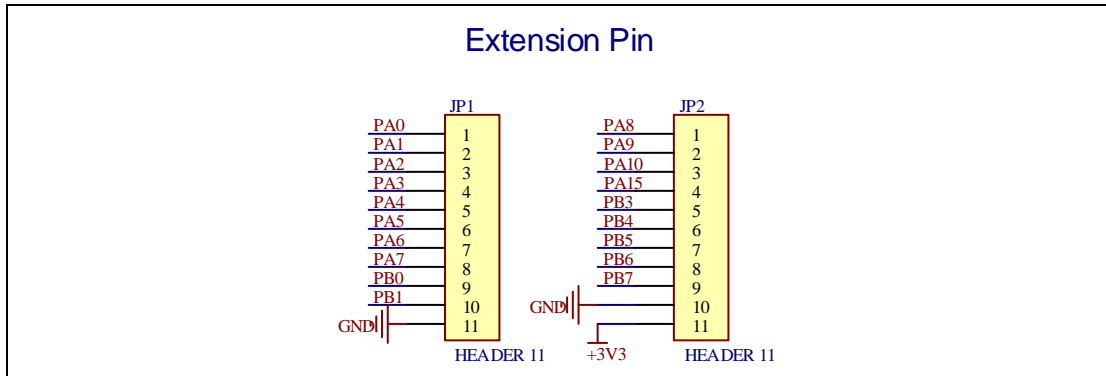 Extension Pin
JP1
PA0 1
PA1 2
PA2 3
PA3 4
PA4 5
PA5 6
PA6 7
PA7 8
PB0 9
PB1 10
GND 11
HEADER 11
JP2
PA8 1
PA9 2
PA10 3
PA15 4
PB3 5
PB4 6
PB5 7
PB6 8
PB7 9
GND 10
+3V3 11
HEADER 11